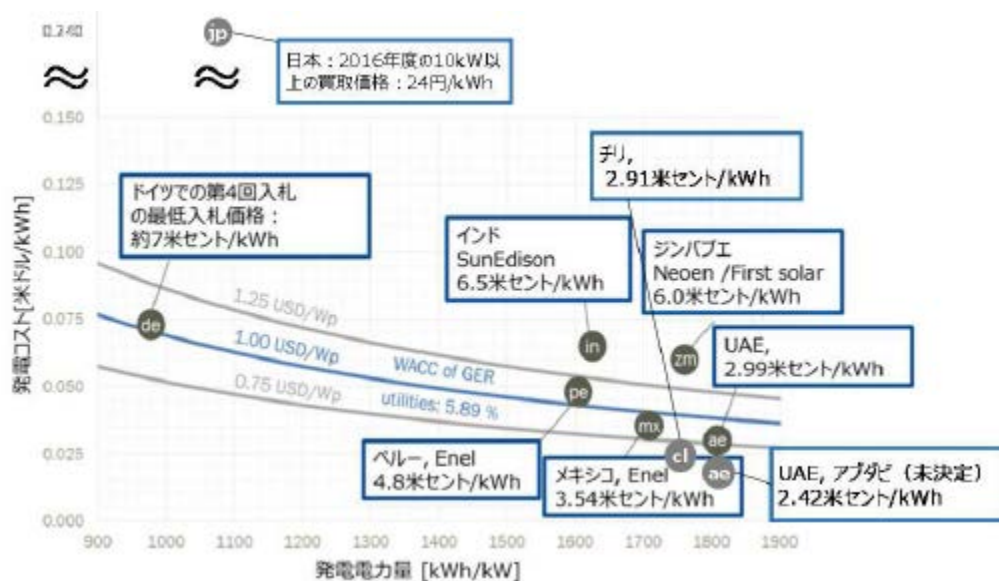 0.240
jp
日本：2016年度の10kW以
上の買取価格：24円/kWh
0.150
0.125
0.100
0.075
0.050
0.025
0.000
発電コスト[米ドル/kWh]
チリ,
2.91米セント/kWh
ドイツでの第4回入札
の最低入札価格：
約7米セント/kWh
インド
SunEdison
6.5米セント/kWh
ジンバブエ
Neoen /First solar
6.0米セント/kWh
UAE,
2.99米セント/kWh
1.25 USD/Wp
1.00 USD/Wp
0.75 USD/Wp
WACC of GER
utilities: 5.89 %
de
in
zm
pe
mx
ae
cl
ae
ペルー, Enel
4.8米セント/kWh
メキシコ, Enel
3.54米セント/kWh
UAE, アブダビ（未決定）
2.42米セント/kWh
900 1000 1100 1200 1300 1400 1500 1600 1700 1800 1900
発電電力量 [kWh/kW]